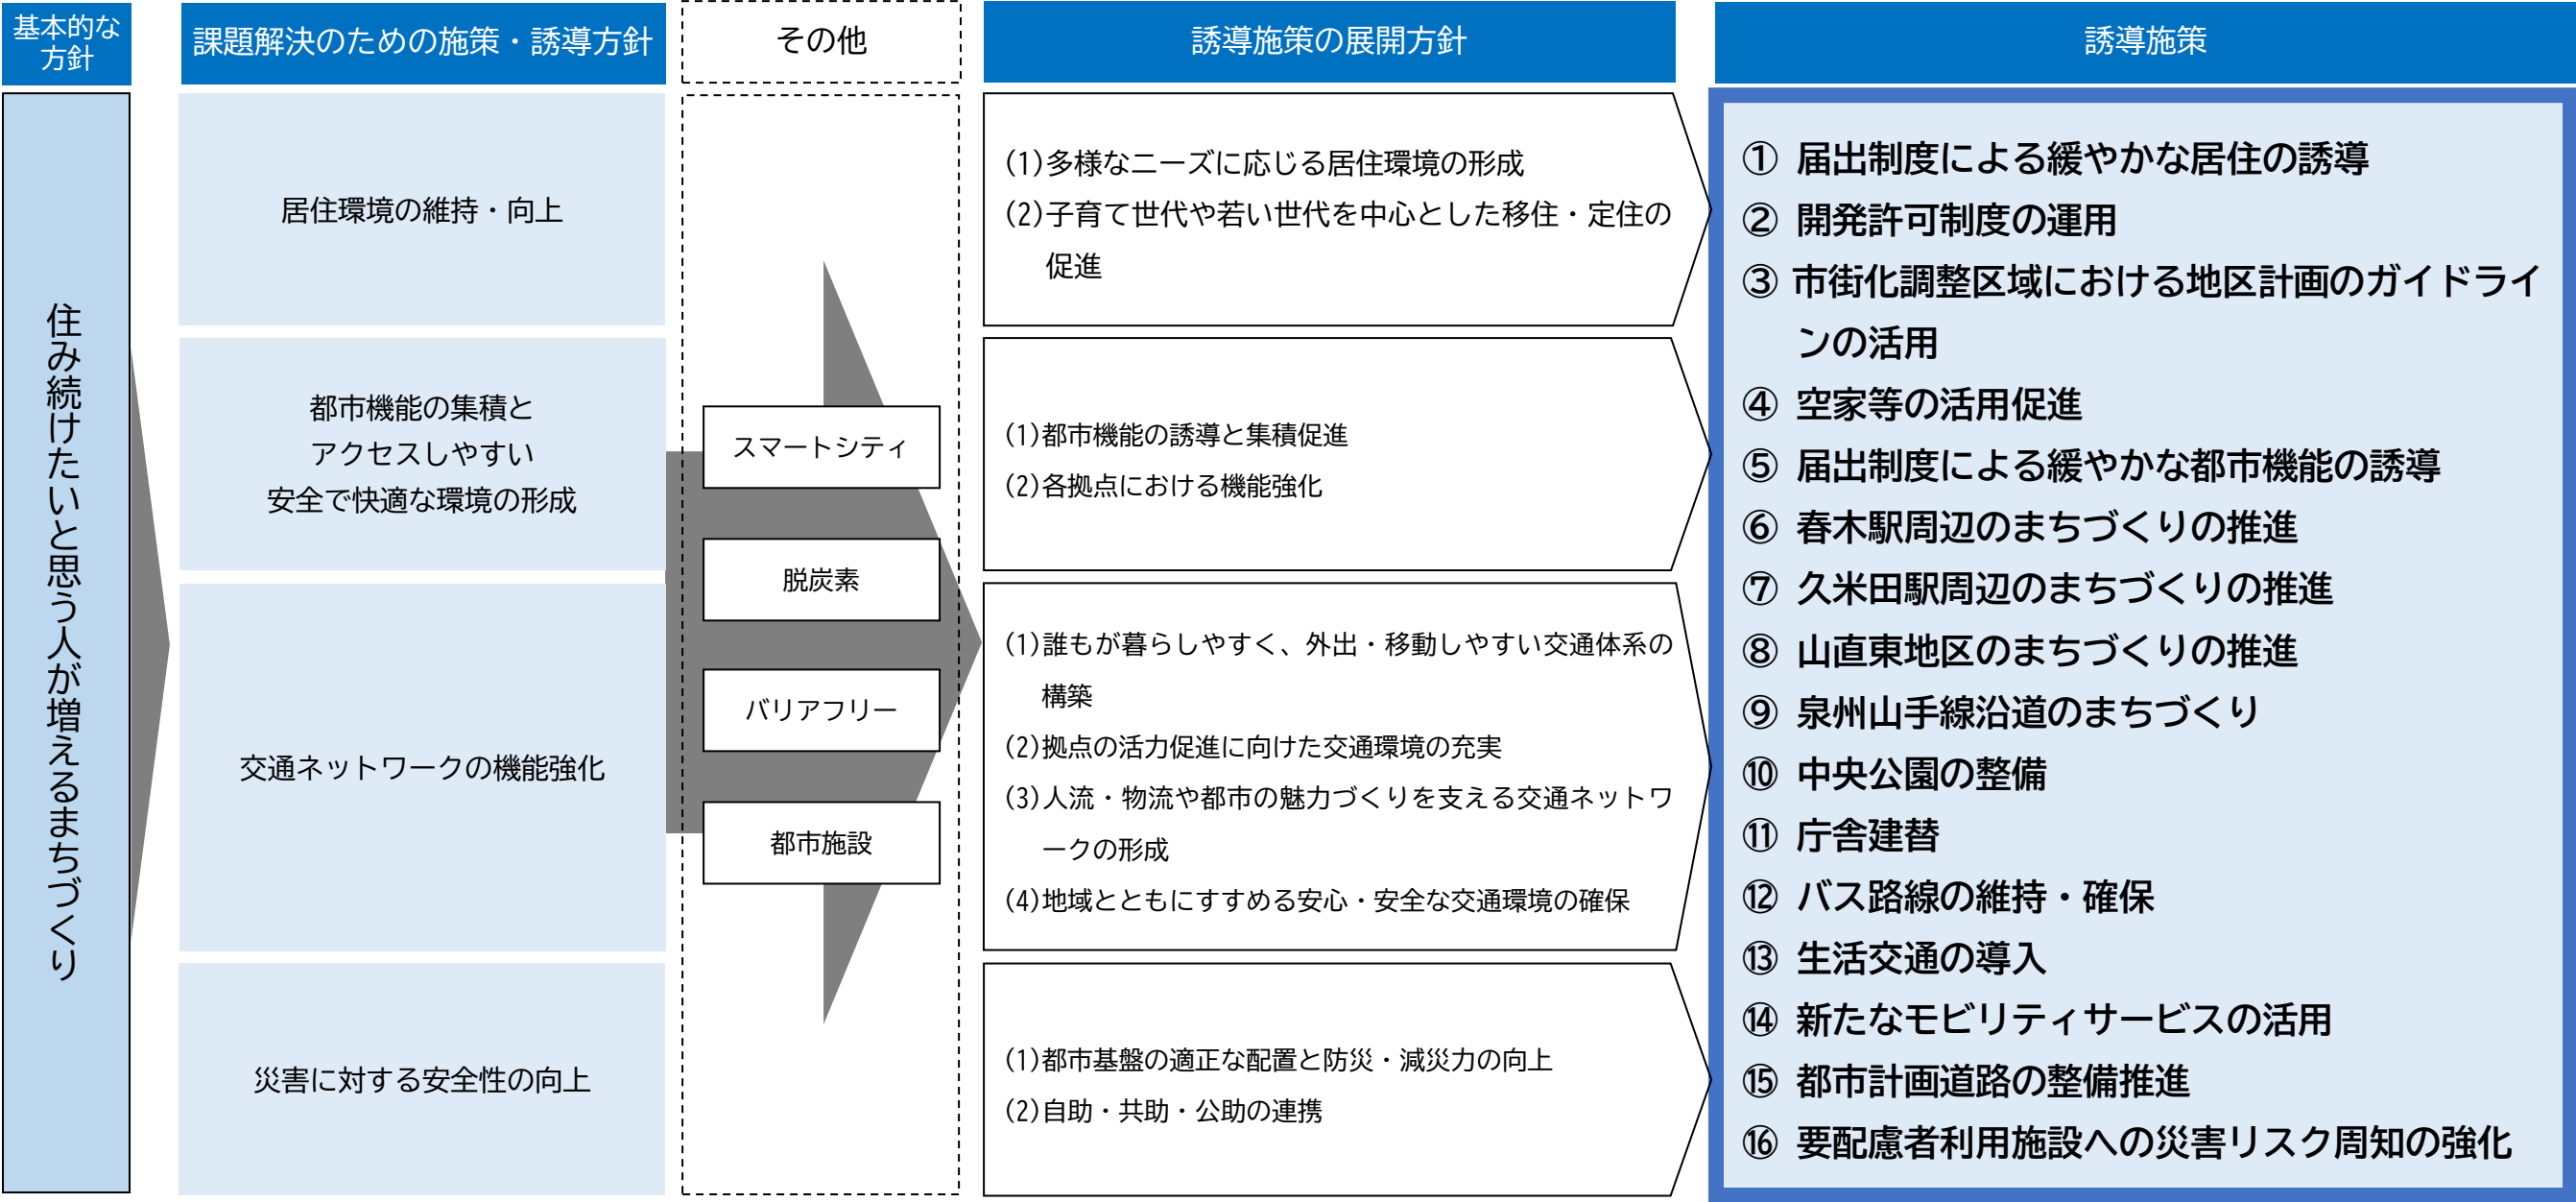 基本的な
方針
課題解決のための施策・誘導方針
その他
誘導施策の展開方針
誘導施策
住み続けたいと思う人が増えるまちづくり
居住環境の維持・向上
都市機能の集積と
アクセスしやすい
安全で快適な環境の形成
交通ネットワークの機能強化
災害に対する安全性の向上
スマートシティ
脱炭素
バリアフリー
都市施設
(1)多様なニーズに応じる居住環境の形成
(2)子育て世代や若い世代を中心とした移住・定住の
促進
(1)都市機能の誘導と集積促進
(2)各拠点における機能強化
(1)誰もが暮らしやすく、外出・移動しやすい交通体系の
構築
(2)拠点の活力促進に向けた交通環境の充実
(3)人流・物流や都市の魅力づくりを支える交通ネットワ
ークの形成
(4)地域とともにすすめる安心・安全な交通環境の確保
(1)都市基盤の適正な配置と防災・減災力の向上
(2)自助・共助・公助の連携
① 届出制度による緩やかな居住の誘導
② 開発許可制度の運用
③ 市街化調整区域における地区計画のガイドライ
ンの活用
④ 空家等の活用促進
⑤ 届出制度による緩やかな都市機能の誘導
⑥ 春木駅周辺のまちづくりの推進
⑦ 久米田駅周辺のまちづくりの推進
⑧ 山直東地区のまちづくりの推進
⑨ 泉州山手線沿道のまちづくり
⑩ 中央公園の整備
⑪ 庁舎建替
⑫ バス路線の維持・確保
⑬ 生活交通の導入
⑭ 新たなモビリティサービスの活用
⑮ 都市計画道路の整備推進
⑯ 要配慮者利用施設への災害リスク周知の強化